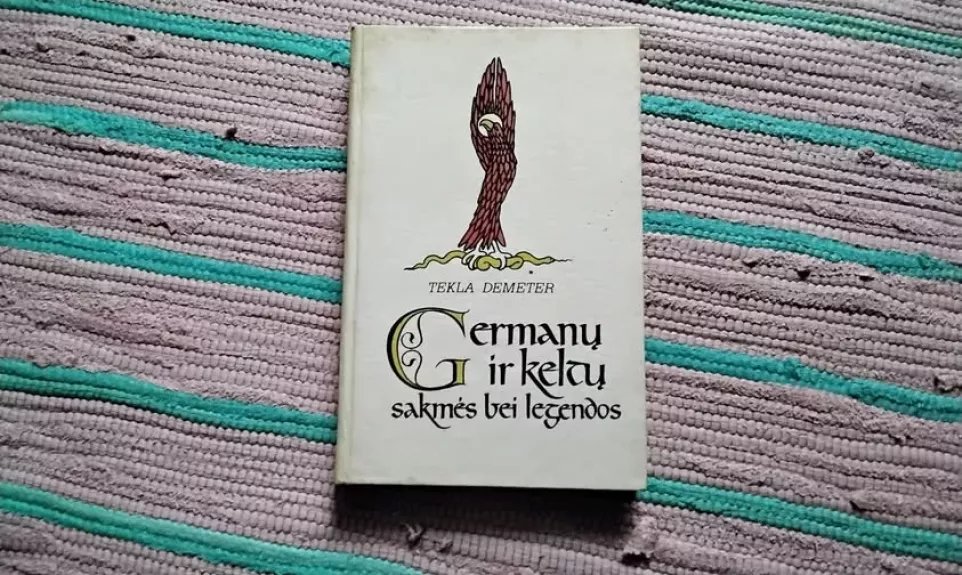 TEKLA DEMETER
Germanų
ir keltų
sakmės bei legendos